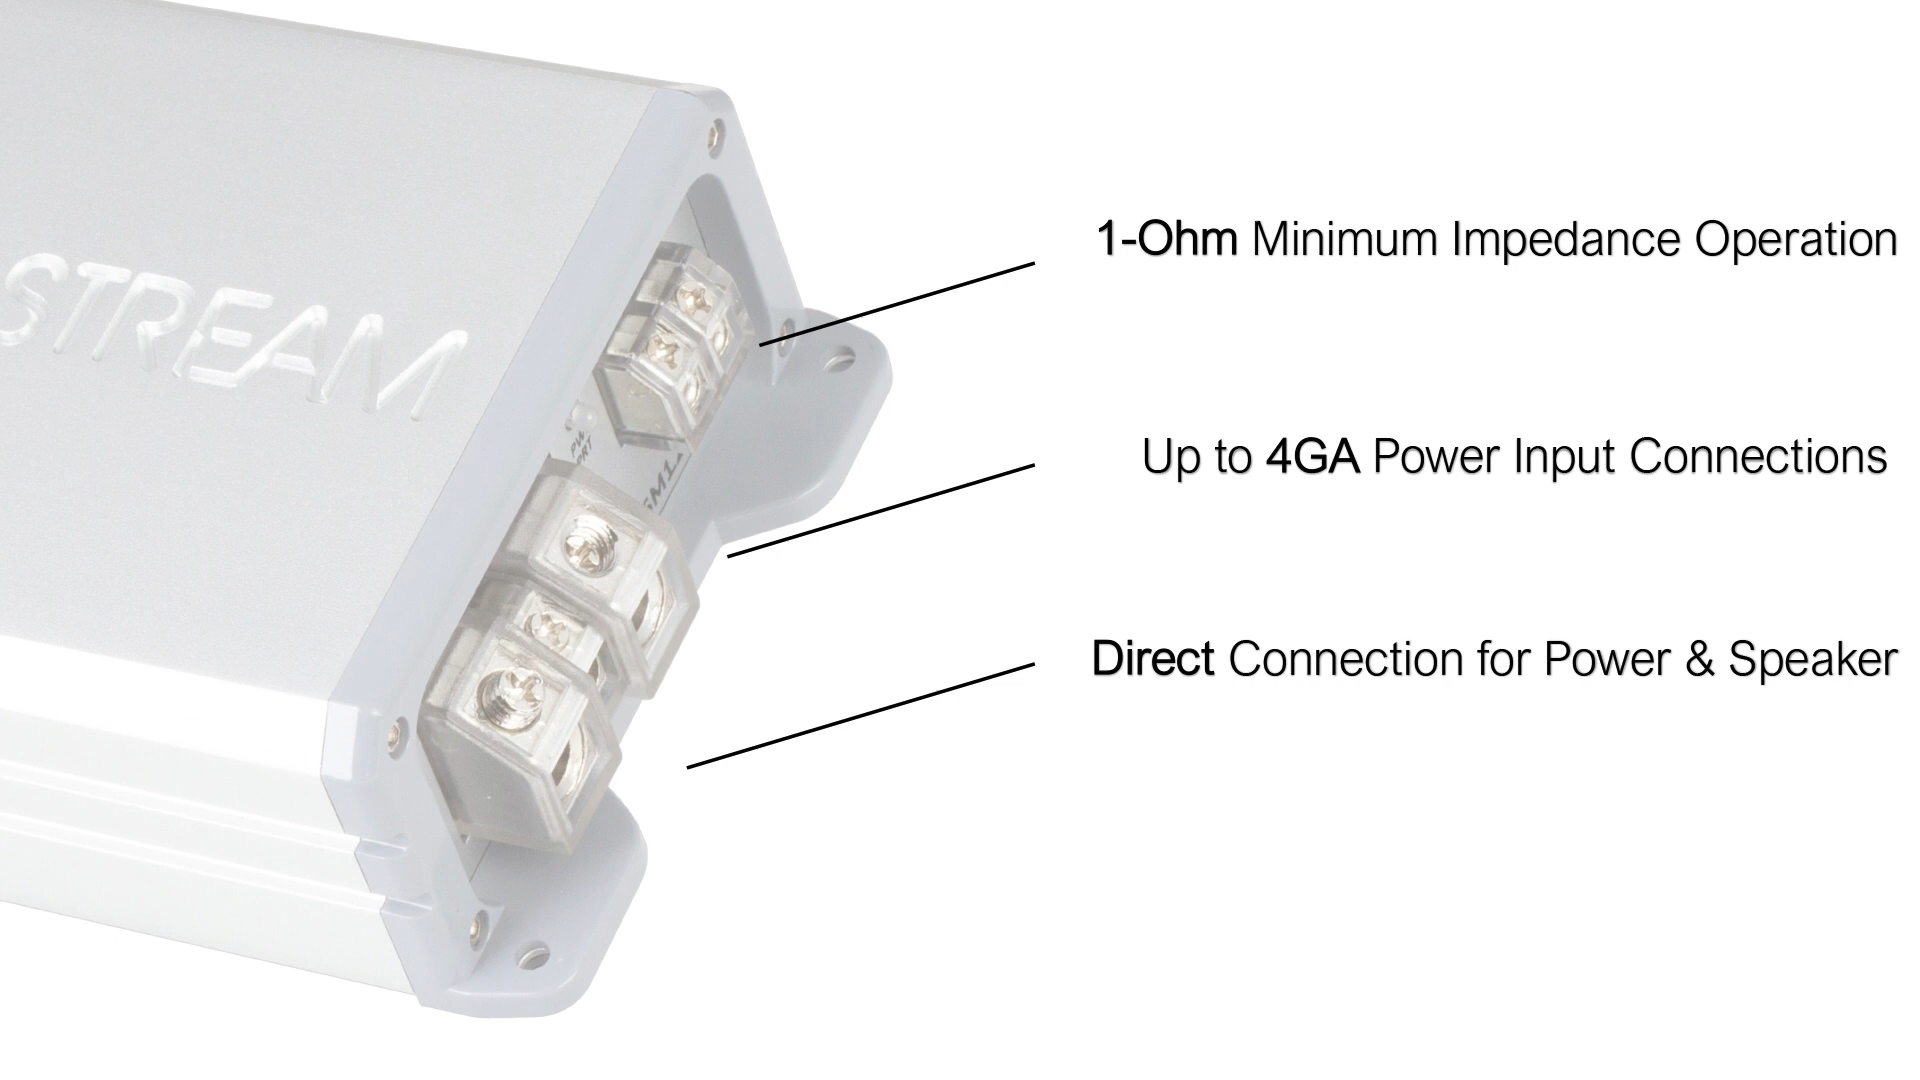 STREAM
1-Ohm Minimum Impedance Operation
Up to 4GA Power Input Connections
Direct Connection for Power & Speaker